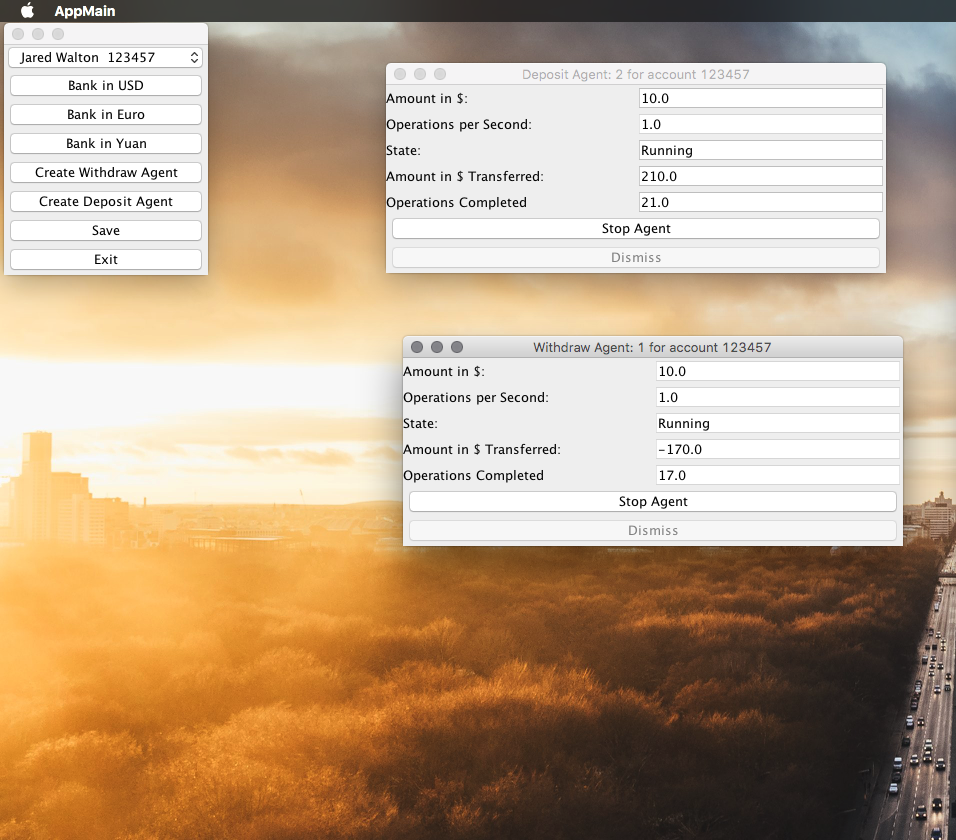 AppMain
Jared Walton 123457
Bank in USD
Bank in Euro
Bank in Yuan
Create Withdraw Agent
Create Deposit Agent
Save
Exit
Deposit Agent: 2 for account 123457
Amount in $: 10.0
Operations per Second: 1.0
State: Running
Amount in $ Transferred: 210.0
Operations Completed 21.0
Stop Agent
Dismiss
Withdraw Agent: 1 for account 123457
Amount in $: 10.0
Operations per Second: 1.0
State: Running
Amount in $ Transferred: -170.0
Operations Completed 17.0
Stop Agent
Dismiss